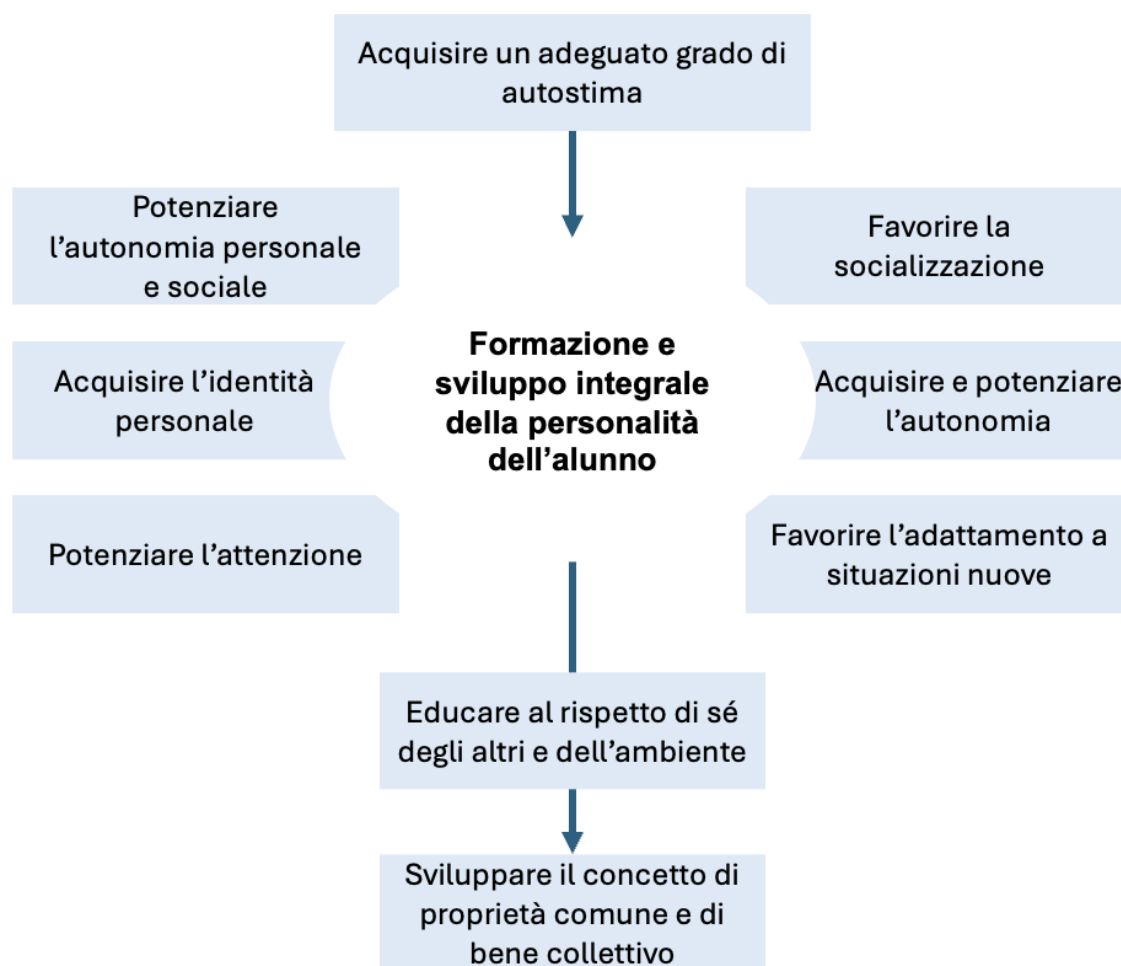 Acquisire un adeguato grado di
autostima
Potenziare
l’autonomia personale
e sociale
Favorire la
socializzazione
Formazione e
sviluppo integrale
della personalità
dell’alunno
Acquisire l’identità
personale
Acquisire e potenziare
l’autonomia
Potenziare l’attenzione
Favorire l’adattamento a
situazioni nuove
Educare al rispetto di sé
degli altri e dell’ambiente
Sviluppare il concetto di
proprietà comune e di
bene collettivo